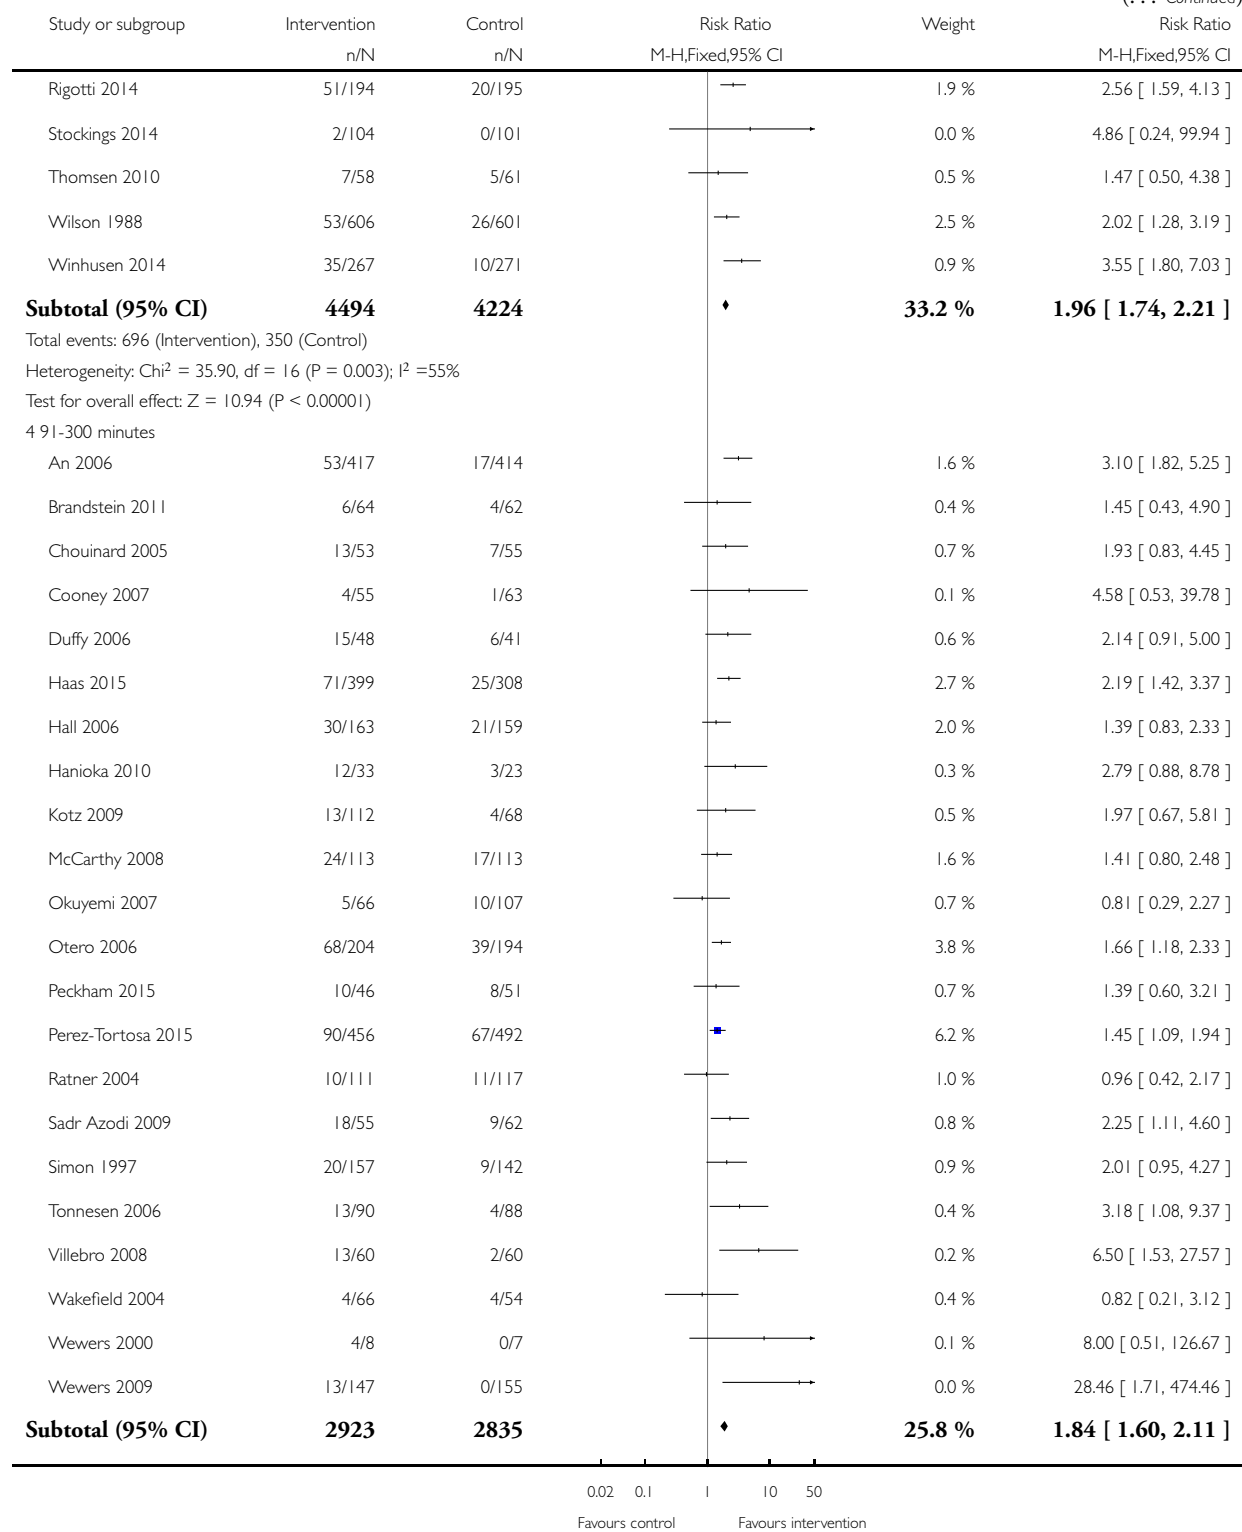 (. . . Continued)
Study or subgroup Intervention Control Risk Ratio Weight Risk Ratio
n/N n/N M-H,Fixed,95% CI M-H,Fixed,95% CI
Rigotti 2014 51/194 20/195 1.9 % 2.56 [ 1.59, 4.13 ]
Stockings 2014 2/104 0/101 0.0 % 4.86 [ 0.24, 99.94 ]
Thomsen 2010 7/58 5/61 0.5 % 1.47 [ 0.50, 4.38 ]
Wilson 1988 53/606 26/601 2.5 % 2.02 [ 1.28, 3.19 ]
Winhusen 2014 35/267 10/271 0.9 % 3.55 [ 1.80, 7.03 ]
Subtotal (95% CI) 4494 4224 33.2 % 1.96 [ 1.74, 2.21 ]
Total events: 696 (Intervention), 350 (Control)
Heterogeneity: Chi² = 35.90, df = 16 (P = 0.003); I² =55%
Test for overall effect: Z = 10.94 (P < 0.00001)
4 91-300 minutes
An 2006 53/417 17/414 1.6 % 3.10 [ 1.82, 5.25 ]
Brandstein 2011 6/64 4/62 0.4 % 1.45 [ 0.43, 4.90 ]
Chouinard 2005 13/53 7/55 0.7 % 1.93 [ 0.83, 4.45 ]
Cooney 2007 4/55 1/63 0.1 % 4.58 [ 0.53, 39.78 ]
Duffy 2006 15/48 6/41 0.6 % 2.14 [ 0.91, 5.00 ]
Haas 2015 71/399 25/308 2.7 % 2.19 [ 1.42, 3.37 ]
Hall 2006 30/163 21/159 2.0 % 1.39 [ 0.83, 2.33 ]
Hanioka 2010 12/33 3/23 0.3 % 2.79 [ 0.88, 8.78 ]
Kotz 2009 13/112 4/68 0.5 % 1.97 [ 0.67, 5.81 ]
McCarthy 2008 24/113 17/113 1.6 % 1.41 [ 0.80, 2.48 ]
Okuyemi 2007 5/66 10/107 0.7 % 0.81 [ 0.29, 2.27 ]
Otero 2006 68/204 39/194 3.8 % 1.66 [ 1.18, 2.33 ]
Peckham 2015 10/46 8/51 0.7 % 1.39 [ 0.60, 3.21 ]
Perez-Tortosa 2015 90/456 67/492 6.2 % 1.45 [ 1.09, 1.94 ]
Ratner 2004 10/111 11/117 1.0 % 0.96 [ 0.42, 2.17 ]
Sadr Azodi 2009 18/55 9/62 0.8 % 2.25 [ 1.11, 4.60 ]
Simon 1997 20/157 9/142 0.9 % 2.01 [ 0.95, 4.27 ]
Tonnesen 2006 13/90 4/88 0.4 % 3.18 [ 1.08, 9.37 ]
Villebro 2008 13/60 2/60 0.2 % 6.50 [ 1.53, 27.57 ]
Wakefield 2004 4/66 4/54 0.4 % 0.82 [ 0.21, 3.12 ]
Wewers 2000 4/8 0/7 0.1 % 8.00 [ 0.51, 126.67 ]
Wewers 2009 13/147 0/155 0.0 % 28.46 [ 1.71, 474.46 ]
Subtotal (95% CI) 2923 2835 25.8 % 1.84 [ 1.60, 2.11 ]
0.02 0.1 1 10 50
Favours control Favours intervention